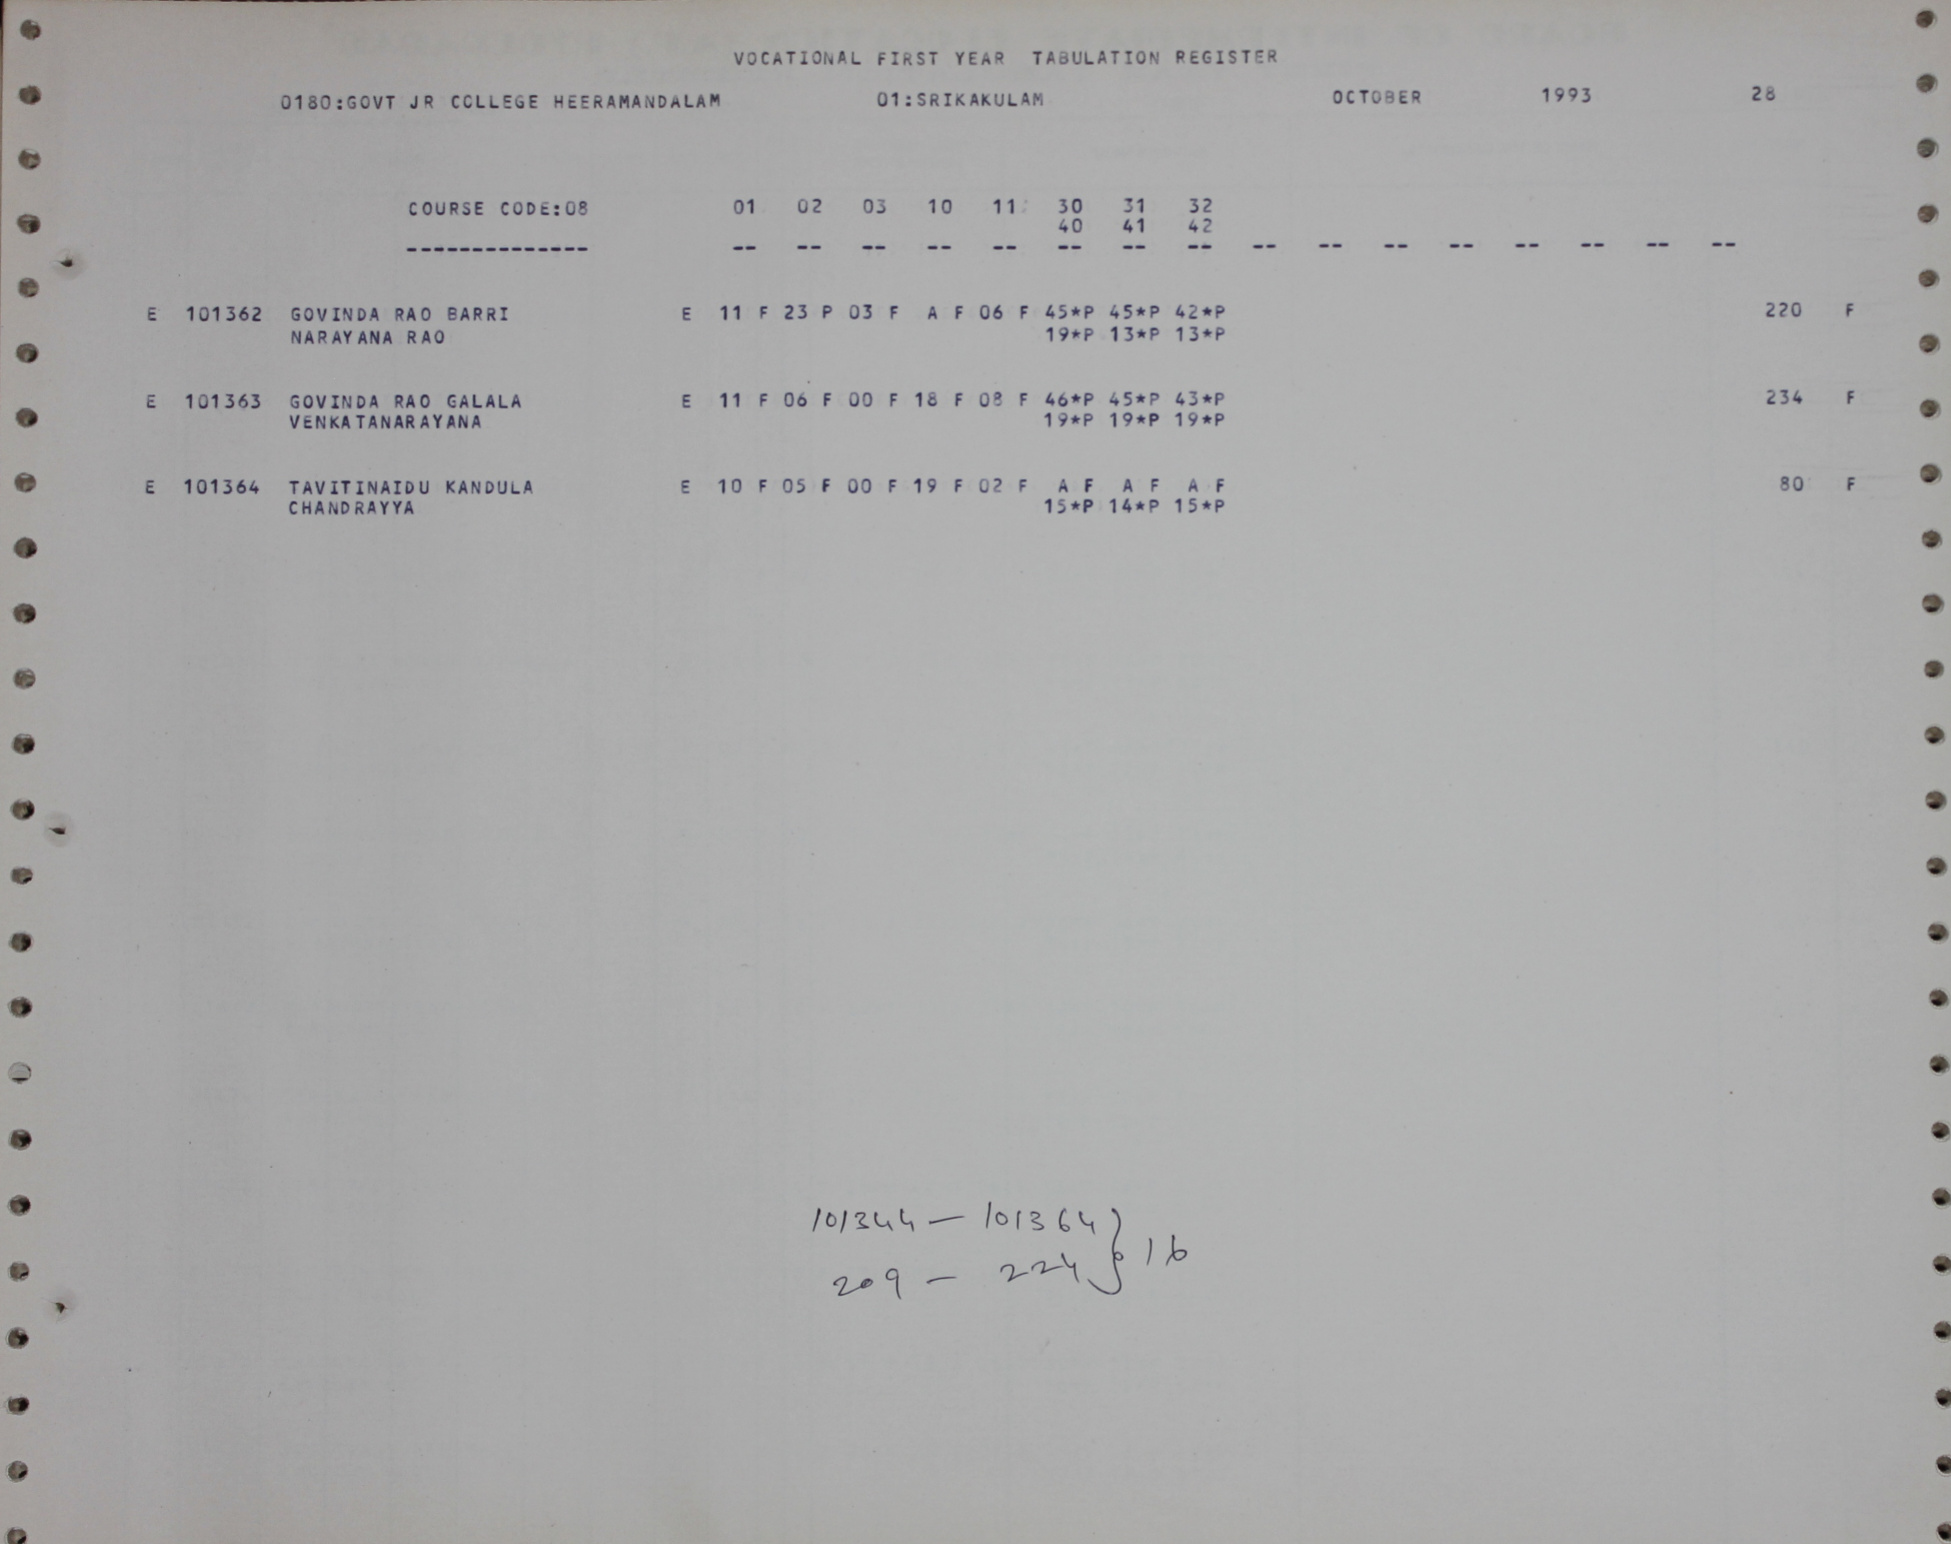 VOCATIONAL FIRST YEAR TABULATION REGISTER
0180:GOVT JR COLLEGE HEERAMANDALAM 01:SRIKAKULAM OCTOBER 1993 28
COURSE CODE:08 01 02 03 10 11 30 31 32
40 41 42
-------------- -- -- -- -- -- -- -- -- -- -- -- -- -- -- -- --
E 101362 GOVINDA RAO BARRI E 11 F 23 P 03 F A F 06 F 45*P 45*P 42*P 220 F
NARAYANA RAO 19*P 13*P 13*P
E 101363 GOVINDA RAO GALALA E 11 F 06 F 00 F 18 F 08 F 46*P 45*P 43*P 234 F
VENKATANARAYANA 19*P 19*P 19*P
E 101364 TAVITINAIDU KANDULA E 10 F 05 F 00 F 19 F 02 F A F A F A F 80 F
CHANDRAYYA 15*P 14*P 15*P
101344 — 101364 }
209 — 224 } 16